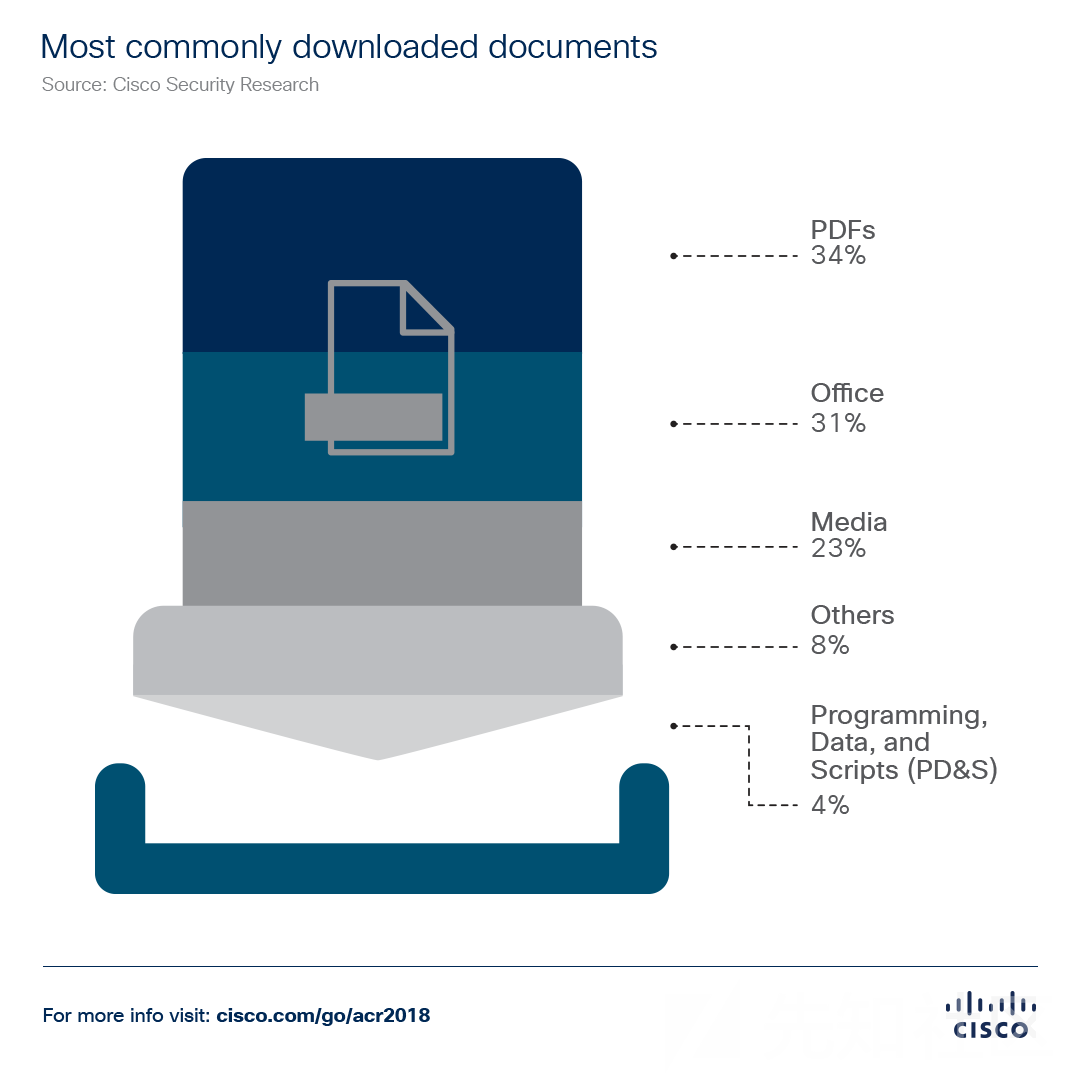 Most commonly downloaded documents
Source: Cisco Security Research
PDFs
34%
Office
31%
Media
23%
Others
8%
Programming,
Data, and
Scripts (PD&S)
4%
For more info visit: cisco.com/go/acr2018
CISCO